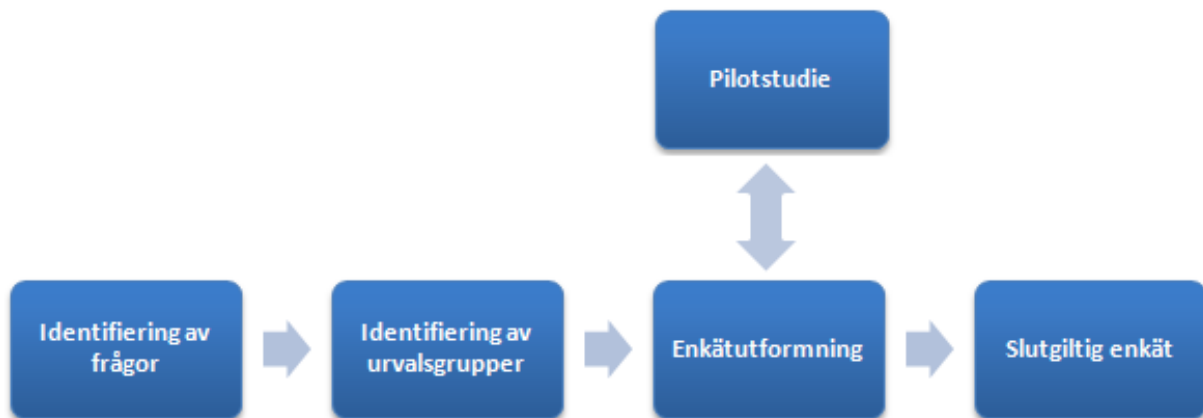 Pilotstudie
Identifiering av
frågor
Identifiering av
urvalsgrupper
Enkätutformning
Slutgiltig enkät